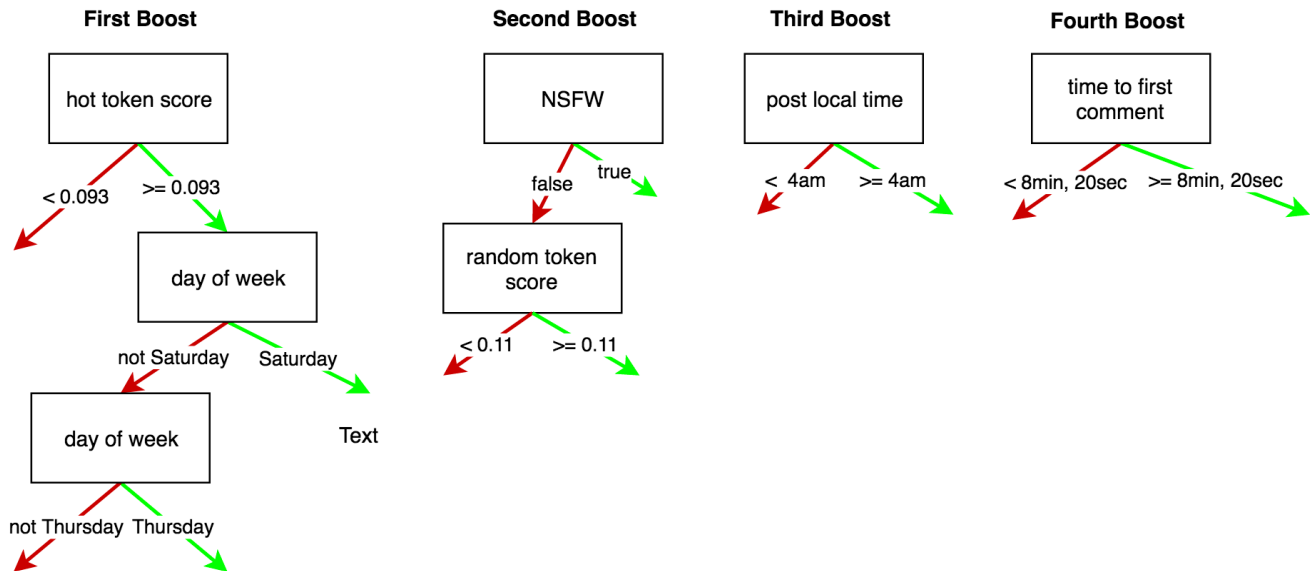 First Boost
hot token score
< 0.093
>= 0.093
day of week
not Saturday
Saturday
Text
day of week
not Thursday
Thursday
Second Boost
NSFW
false
true
random token
score
< 0.11
>= 0.11
Third Boost
post local time
< 4am
>= 4am
Fourth Boost
time to first
comment
< 8min, 20sec
>= 8min, 20sec